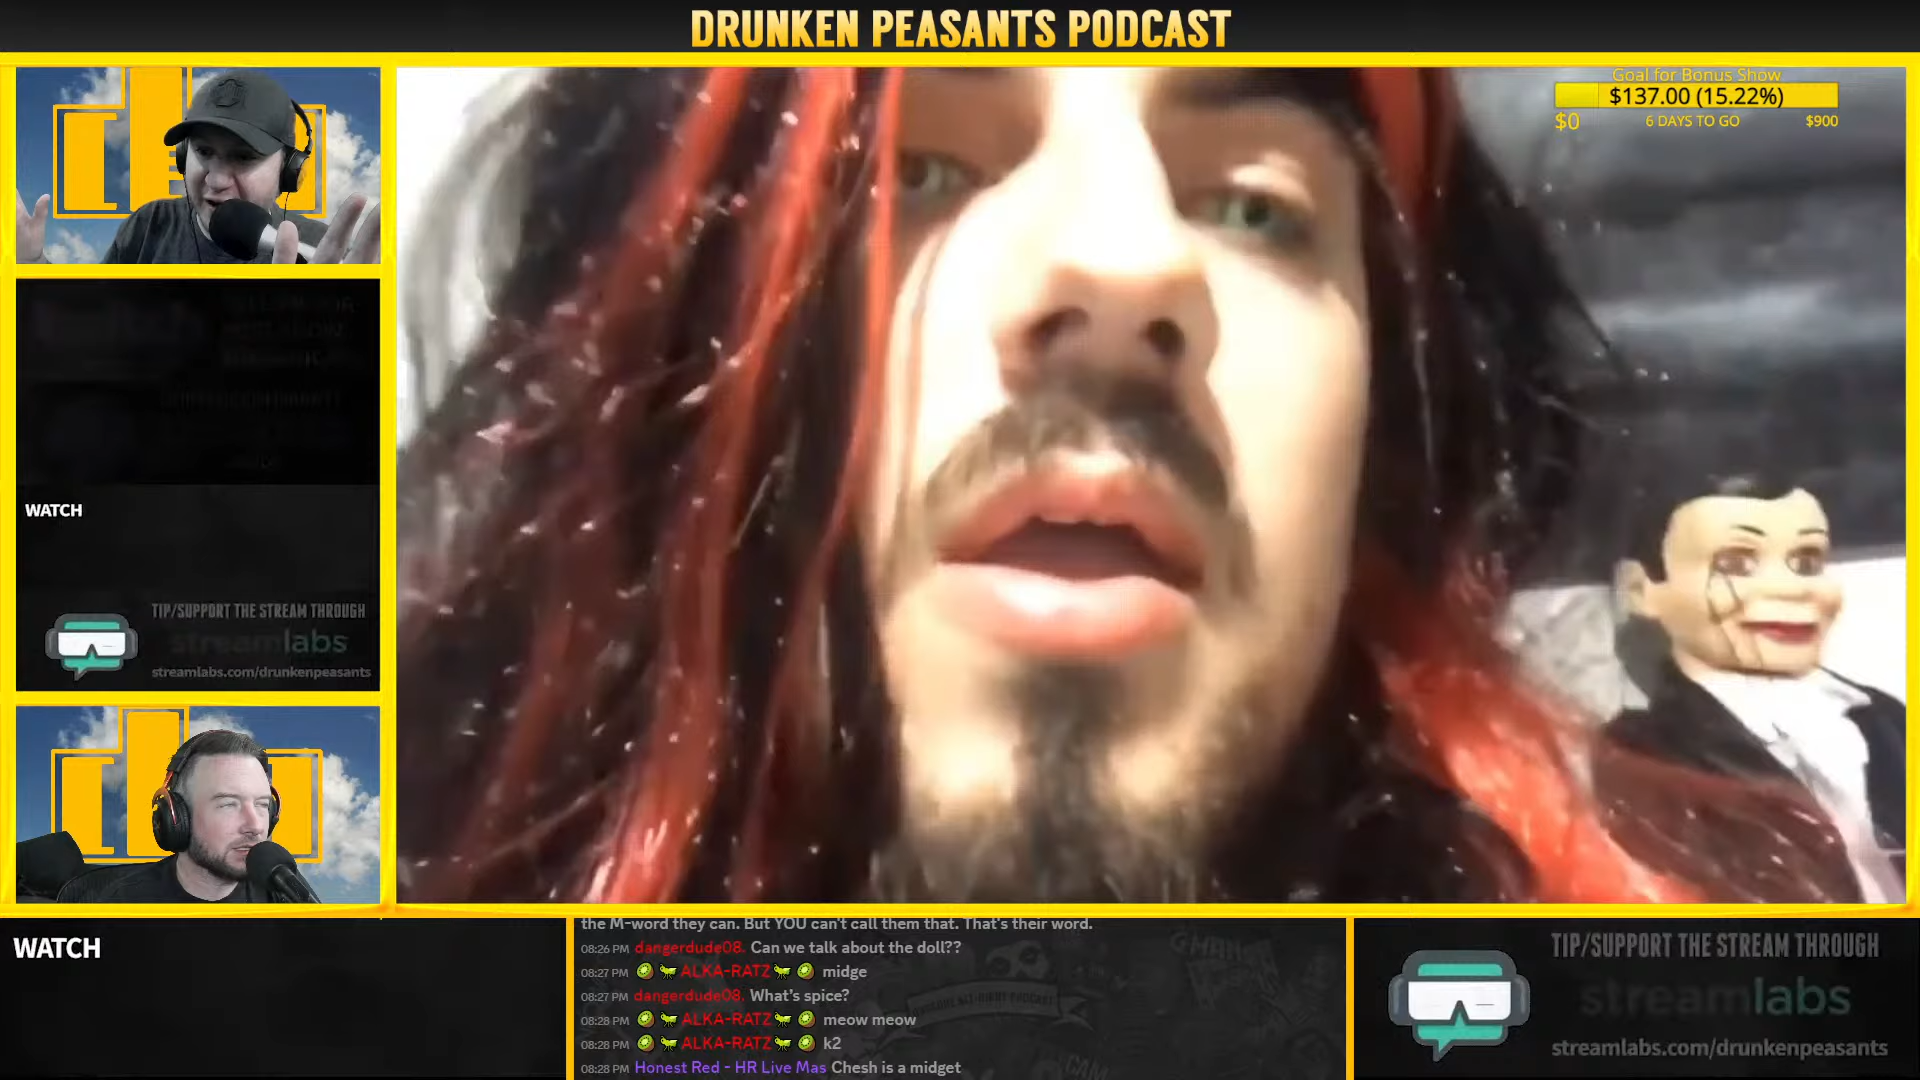 DRUNKEN PEASANTS PODCAST
Goal for Bonus Show
$137.00 (15.22%)
$0 6 DAYS TO GO $900
WATCH
TIP/SUPPORT THE STREAM THROUGH
streamlabs
streamlabs.com/drunkenpeasants
WATCH
the M-word they can. But YOU can't call them that. That's their word.
08:26 PM dangerdude08. Can we talk about the doll??
08:27 PM ALKA-RATZ midge
08:27 PM dangerdude08. What's spice?
08:28 PM ALKA-RATZ meow meow
08:28 PM ALKA-RATZ k2
08:28 PM Honest Red - HR Live Mas Chesh is a midget
TIP/SUPPORT THE STREAM THROUGH
streamlabs
streamlabs.com/drunkenpeasants